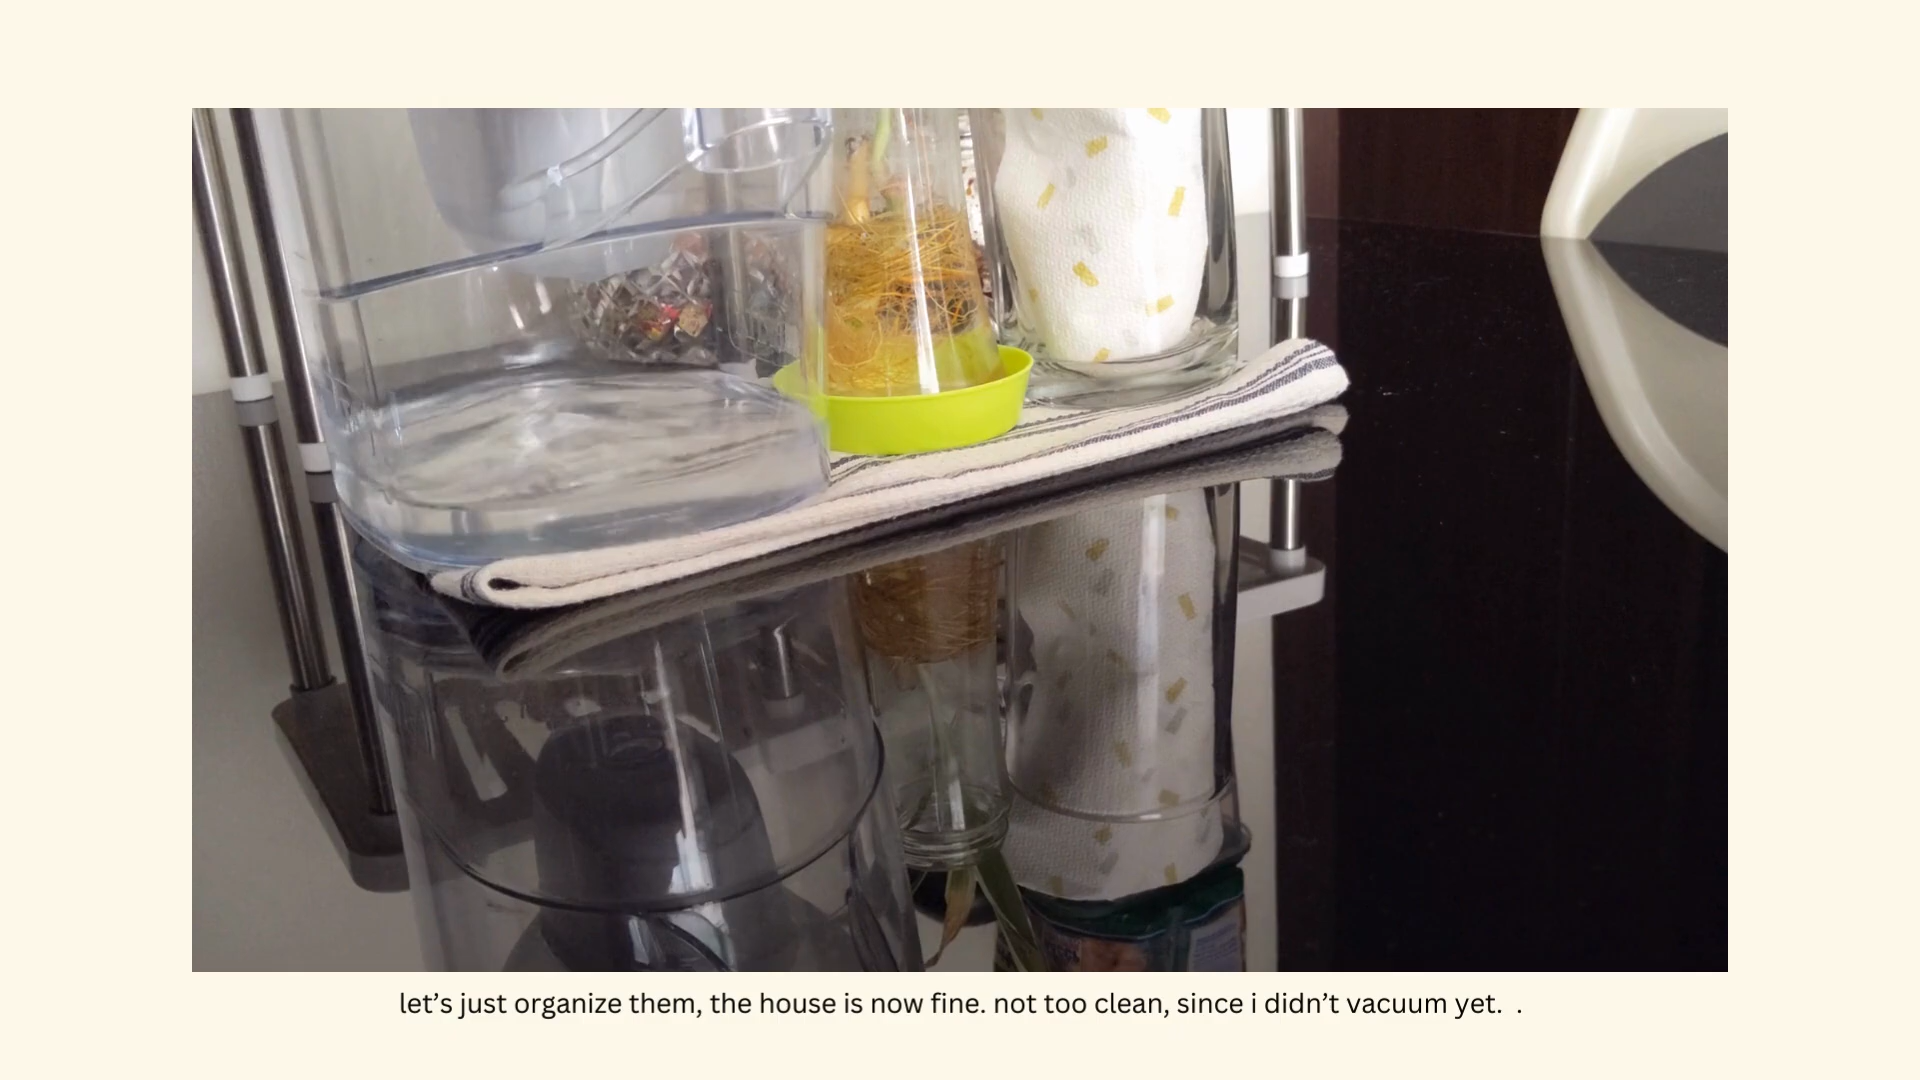 let’s just organize them, the house is now fine. not too clean, since i didn’t vacuum yet.  .